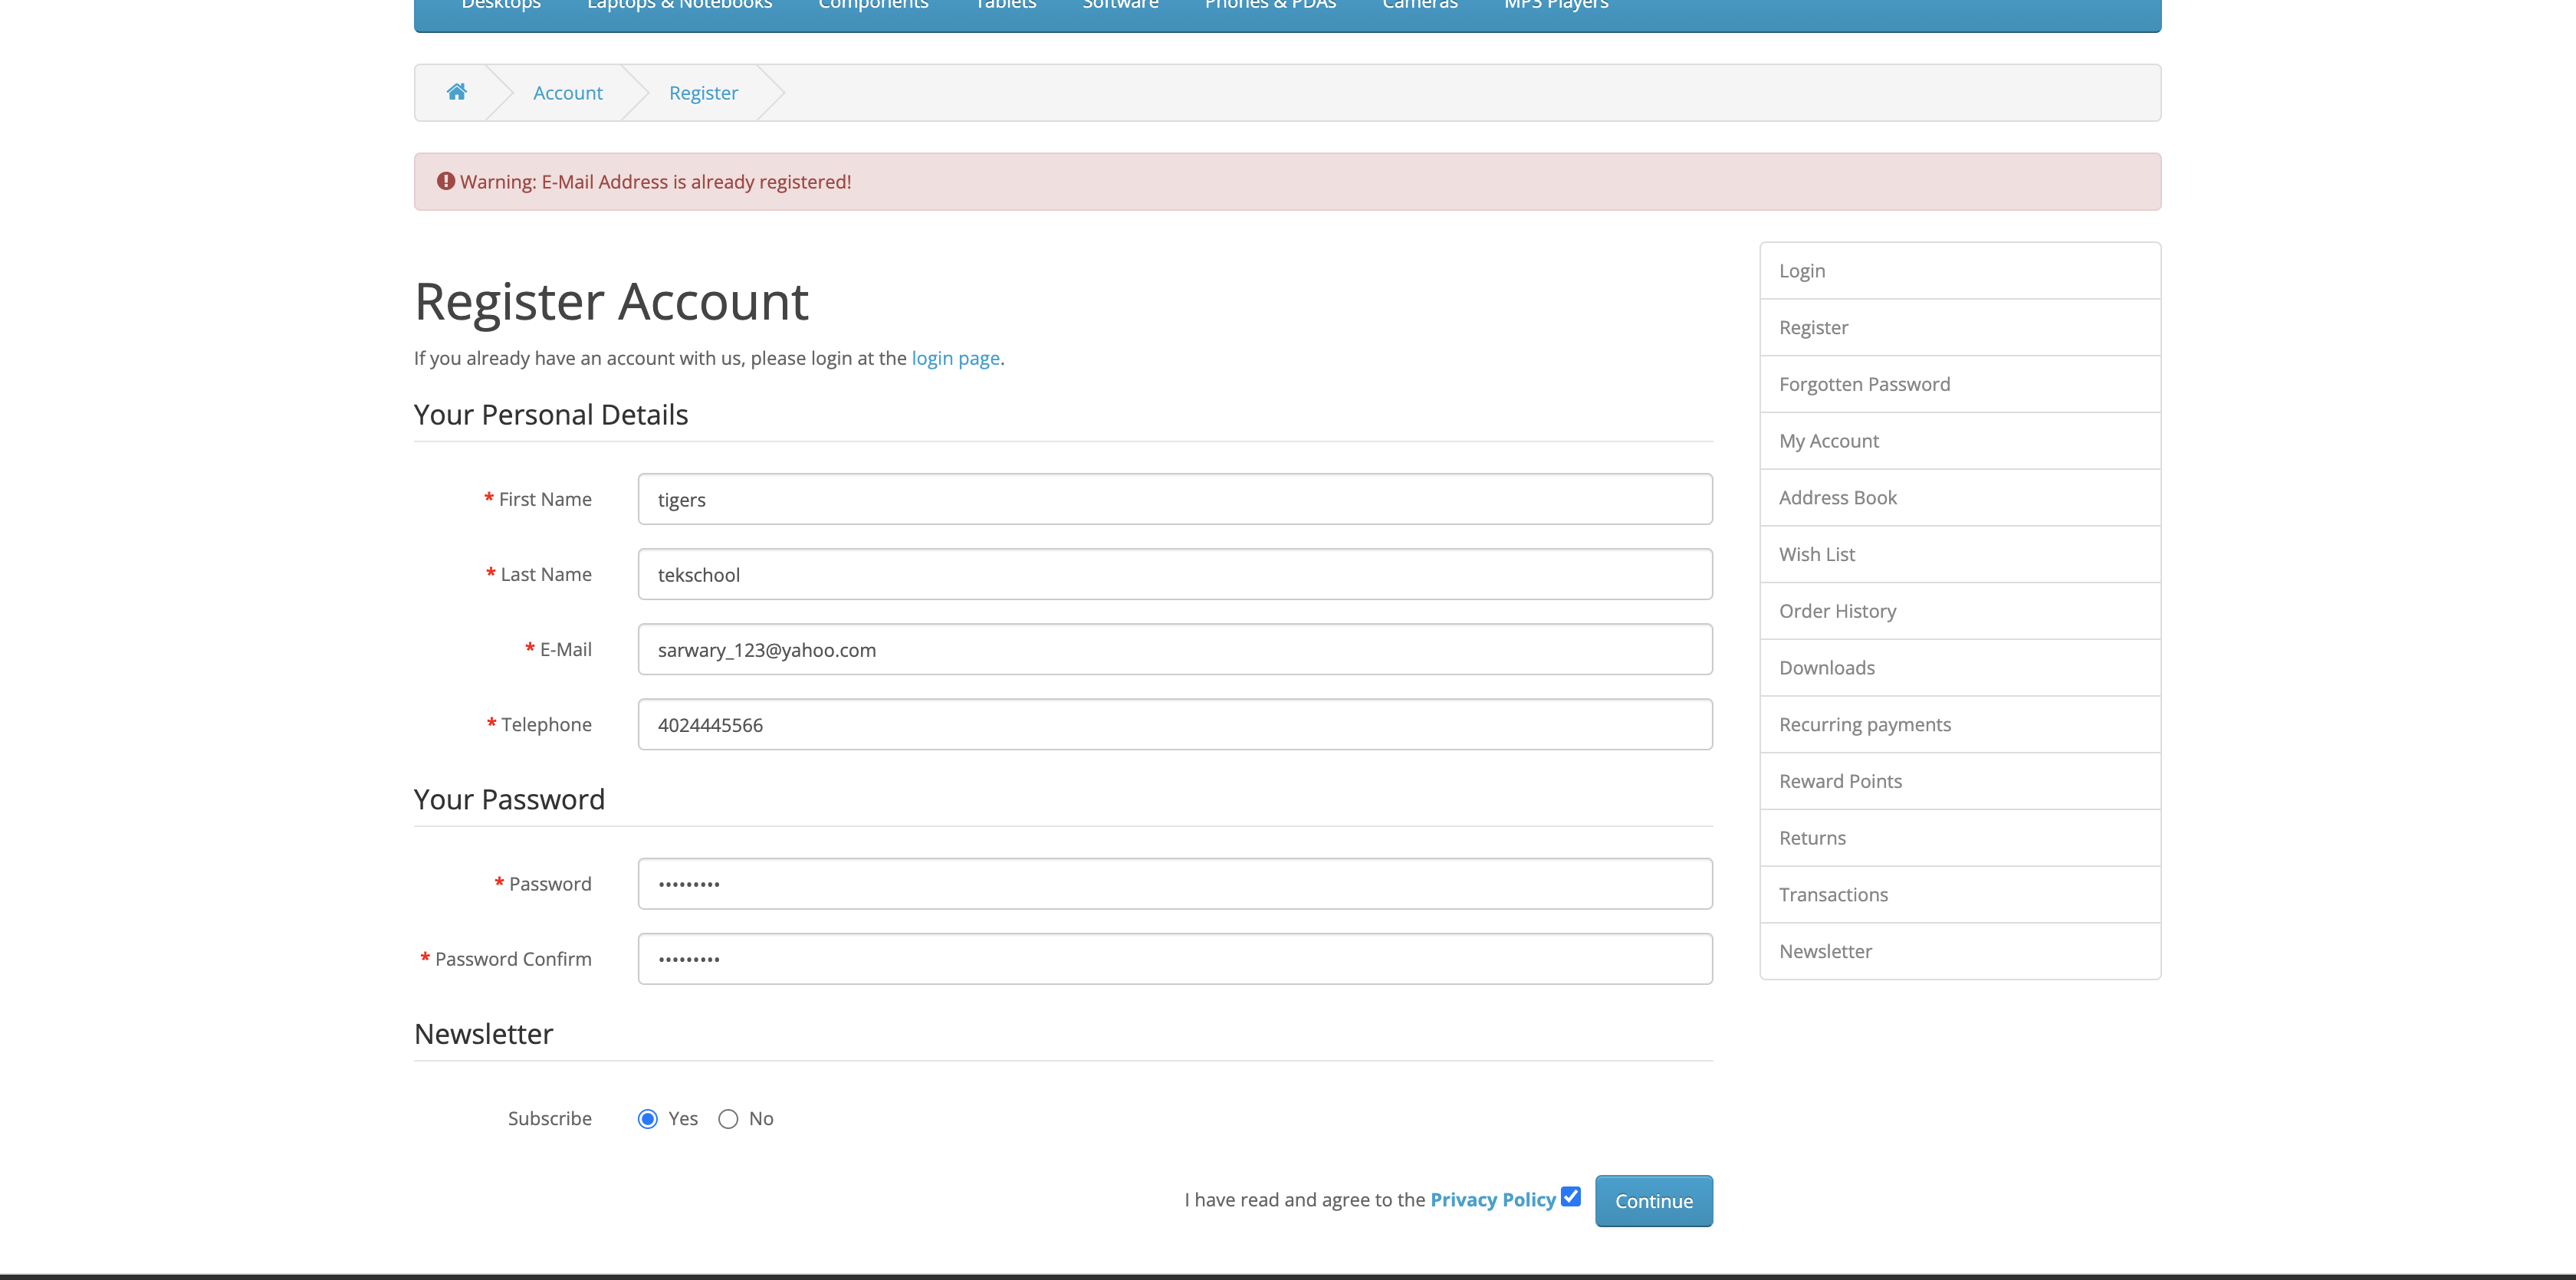 Desktops Laptops & Notebooks Components Tablets Software Phones & PDAs Cameras MP3 Players
Account Register
Warning: E-Mail Address is already registered!
Register Account
If you already have an account with us, please login at the login page.
Your Personal Details
* First Name tigers
* Last Name tekschool
* E-Mail sarwary_123@yahoo.com
* Telephone 4024445566
Your Password
* Password •••••••••
* Password Confirm •••••••••
Newsletter
Subscribe Yes No
I have read and agree to the Privacy Policy Continue
Login
Register
Forgotten Password
My Account
Address Book
Wish List
Order History
Downloads
Recurring payments
Reward Points
Returns
Transactions
Newsletter